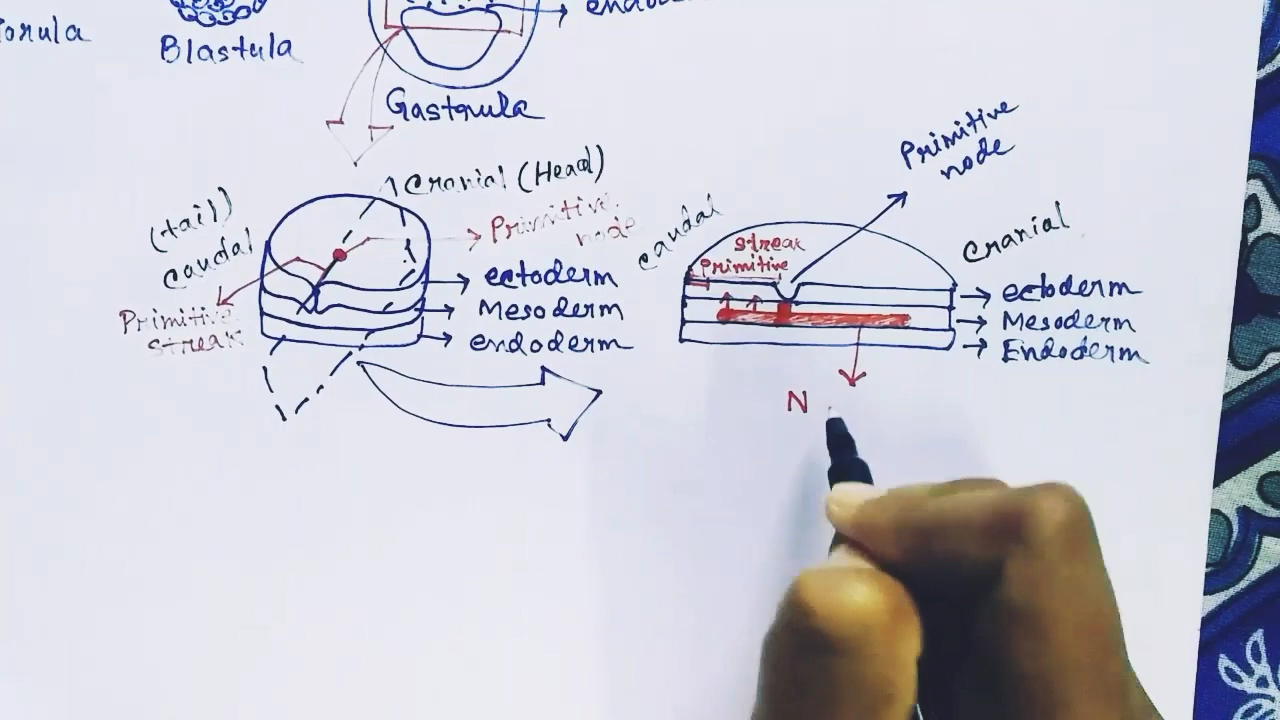 orula
Blastula
endoder
Gastrula
Cranial (Head)
(tail)
caudal
Primitive
node
Primitive
streak
ectoderm
Mesoderm
endoderm
Primitive
node
caudal
Cranial
streak
Primitive
ectoderm
Mesoderm
Endoderm
N